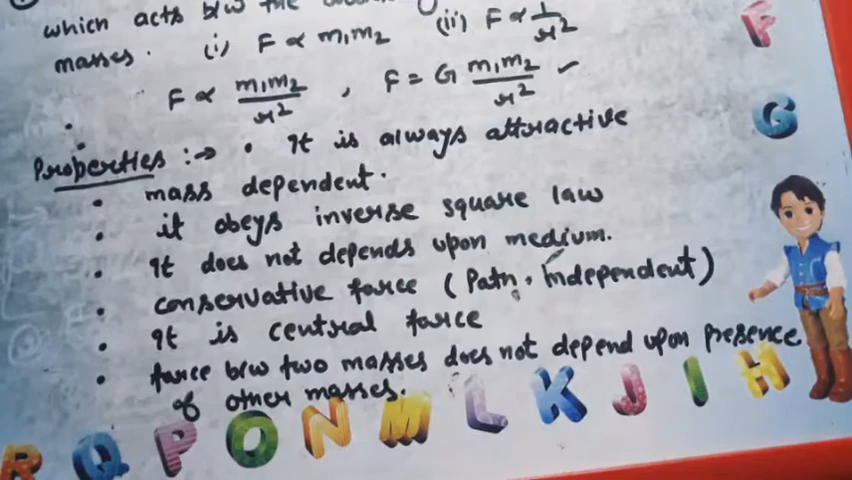 which acts b/w the
masses. (i) F ∝ m₁m₂ (ii) F ∝ 1/r²
F ∝ m₁m₂/r² , F = G m₁m₂/r² ✓
Properties :→ • It is always attractive
• mass dependent.
• it obeys inverse square law
• It does not depends upon medium.
• conservative force (Path, Independent)
• It is central force
• force b/w two masses does not depend upon presence
of other masses.
F
G
R Q P O N M L K J I H